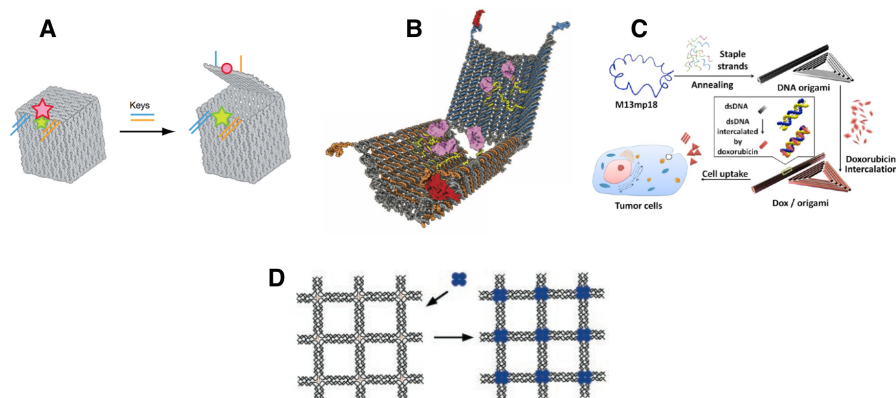 A
Keys
B
C
Staple
strands
M13mp18
Annealing
DNA origami
dsDNA
dsDNA
intercalated
by
doxorubicin
Doxorubicin
Intercalation
Cell uptake
Tumor cells
Dox / origami
D